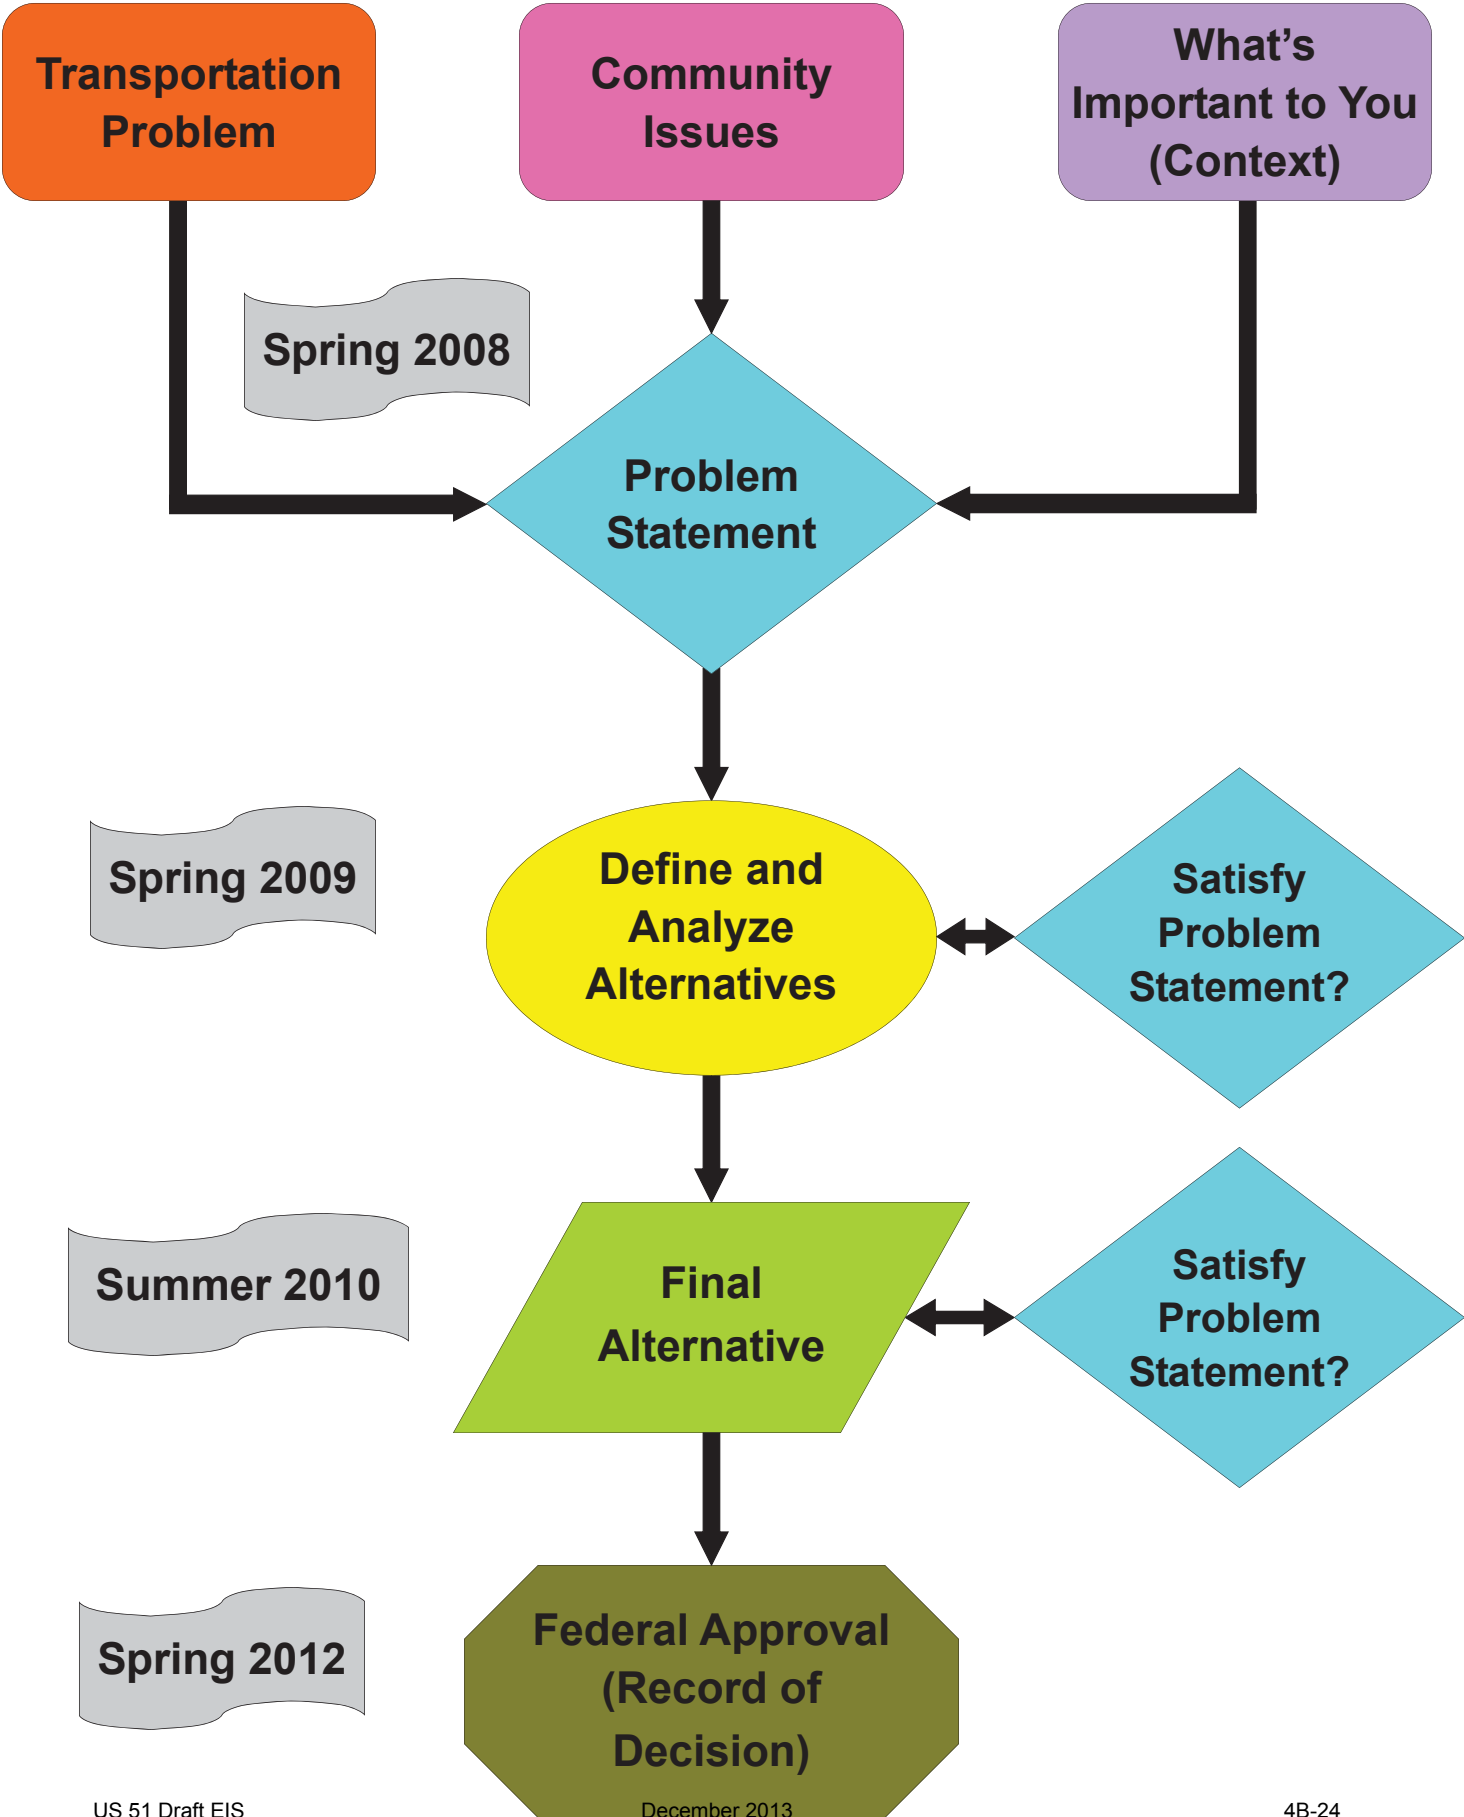 Transportation
Problem
Community
Issues
What's
Important to You
(Context)
Spring 2008
Problem
Statement
Spring 2009
Define and
Analyze
Alternatives
Satisfy
Problem
Statement?
Summer 2010
Final
Alternative
Satisfy
Problem
Statement?
Spring 2012
Federal Approval
(Record of
Decision)
US 51 Draft EIS
December 2013
4B-24